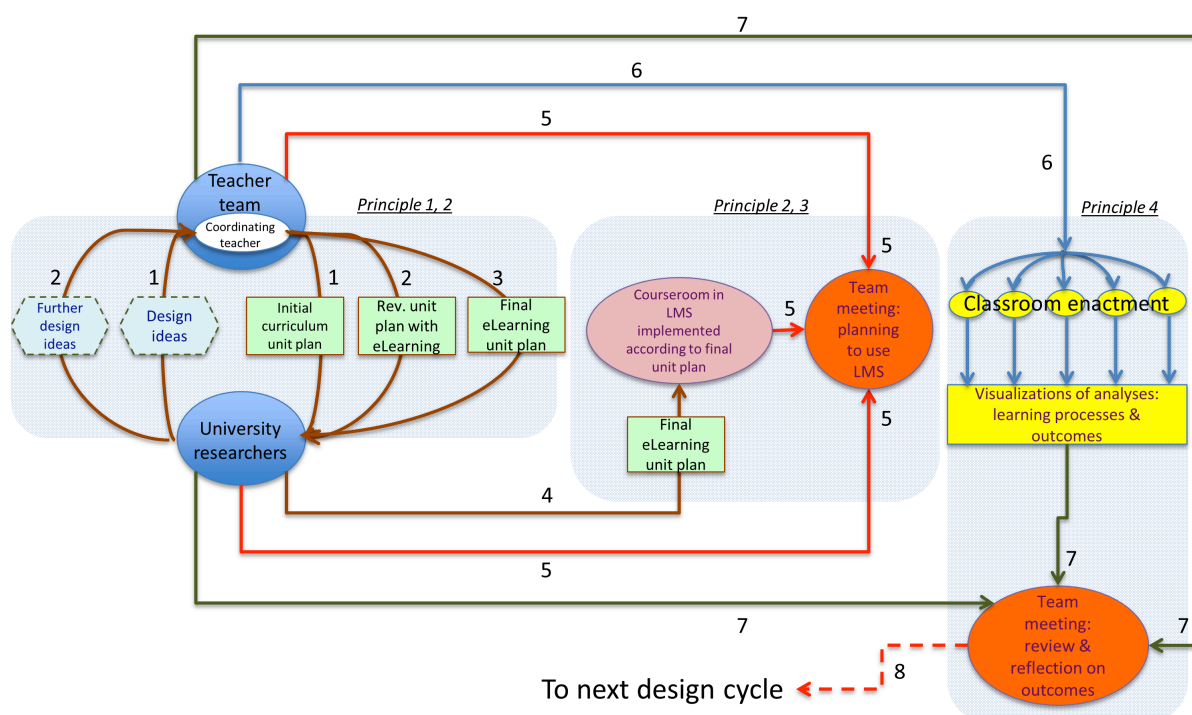 7
6
5
Teacher
team
Coordinating
teacher
Principle 1, 2
Principle 2, 3
6
Principle 4
2
1
1
2
3
5
Further
design
ideas
Design
ideas
Initial
curriculum
unit plan
Rev. unit
plan with
eLearning
Final
eLearning
unit plan
Courseroom in
LMS
implemented
according to final
unit plan
5
Team
meeting:
planning
to use
LMS
Classroom enactment
Visualizations of analyses:
learning processes &
outcomes
University
researchers
Final
eLearning
unit plan
5
4
5
7
7
Team
meeting:
review &
reflection on
outcomes
7
8
To next design cycle